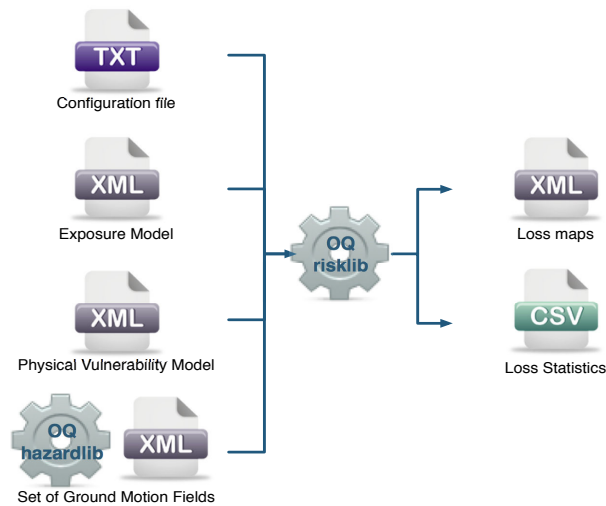 TXT
Configuration file
XML
Exposure Model
XML
Physical Vulnerability Model
OQ
hazardlib
XML
Set of Ground Motion Fields
OQ
risklib
XML
Loss maps
CSV
Loss Statistics